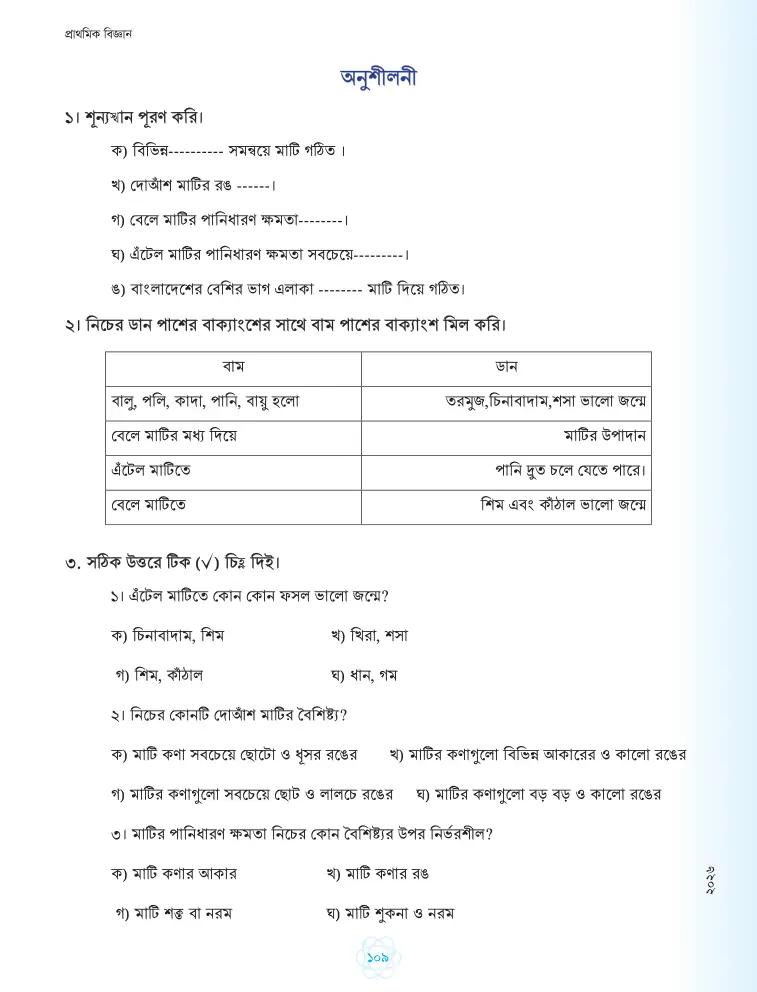 প্রাথমিক বিজ্ঞান
অনুশীলনী
১। শূন্যস্থান পূরণ করি।
ক) বিভিন্ন---------- সমন্বয়ে মাটি গঠিত ।
খ) দোআঁশ মাটির রঙ ------।
গ) বেলে মাটির পানিধারণ ক্ষমতা--------।
ঘ) এঁটেল মাটির পানিধারণ ক্ষমতা সবচেয়ে---------।
ঙ) বাংলাদেশের বেশির ভাগ এলাকা -------- মাটি দিয়ে গঠিত।
২। নিচের ডান পাশের বাক্যাংশের সাথে বাম পাশের বাক্যাংশ মিল করি।
বাম ডান
বালু, পলি, কাদা, পানি, বায়ু হলো তরমুজ,চিনাবাদাম,শসা ভালো জন্মে
বেলে মাটির মধ্য দিয়ে মাটির উপাদান
এঁটেল মাটিতে পানি দ্রুত চলে যেতে পারে।
বেলে মাটিতে শিম এবং কাঁঠাল ভালো জন্মে
৩. সঠিক উত্তরে টিক (√) চিহ্ন দিই।
১। এঁটেল মাটিতে কোন কোন ফসল ভালো জন্মে?
ক) চিনাবাদাম, শিম খ) খিরা, শসা
গ) শিম, কাঁঠাল ঘ) ধান, গম
২। নিচের কোনটি দোআঁশ মাটির বৈশিষ্ট্য?
ক) মাটি কণা সবচেয়ে ছোটো ও ধূসর রঙের খ) মাটির কণাগুলো বিভিন্ন আকারের ও কালো রঙের
গ) মাটির কণাগুলো সবচেয়ে ছোট ও লালচে রঙের ঘ) মাটির কণাগুলো বড় বড় ও কালো রঙের
৩। মাটির পানিধারণ ক্ষমতা নিচের কোন বৈশিষ্ট্যর উপর নির্ভরশীল?
ক) মাটি কণার আকার খ) মাটি কণার রঙ
গ) মাটি শক্ত বা নরম ঘ) মাটি শুকনা ও নরম
২০২৬
১০৯